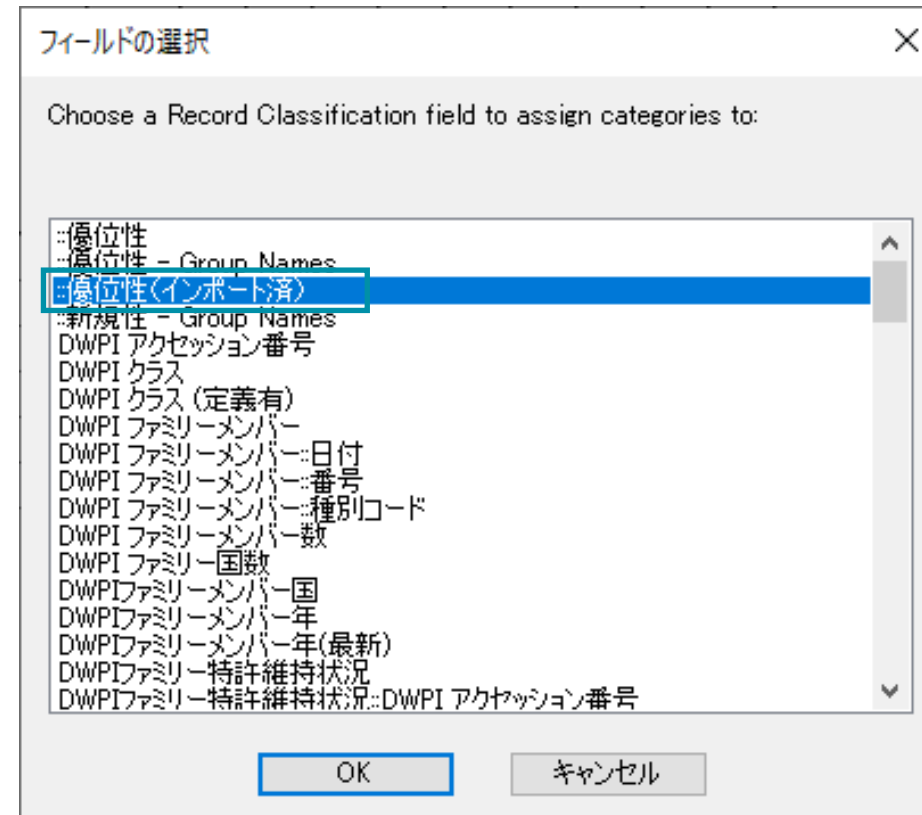 フィールドの選択
Choose a Record Classification field to assign categories to:
::優位性
::優位性 - Group Names
::優位性(インポート済)
::新規性 - Group Names
DWPI アクセッション番号
DWPI クラス
DWPI クラス (定義有)
DWPI ファミリーメンバー
DWPI ファミリーメンバー::日付
DWPI ファミリーメンバー::番号
DWPI ファミリーメンバー::種別コード
DWPI ファミリーメンバー数
DWPI ファミリー国数
DWPIファミリーメンバー国
DWPIファミリーメンバー年
DWPIファミリーメンバー年(最新)
DWPIファミリー特許維持状況
DWPIファミリー特許維持状況::DWPI アクセッション番号
OK
キャンセル